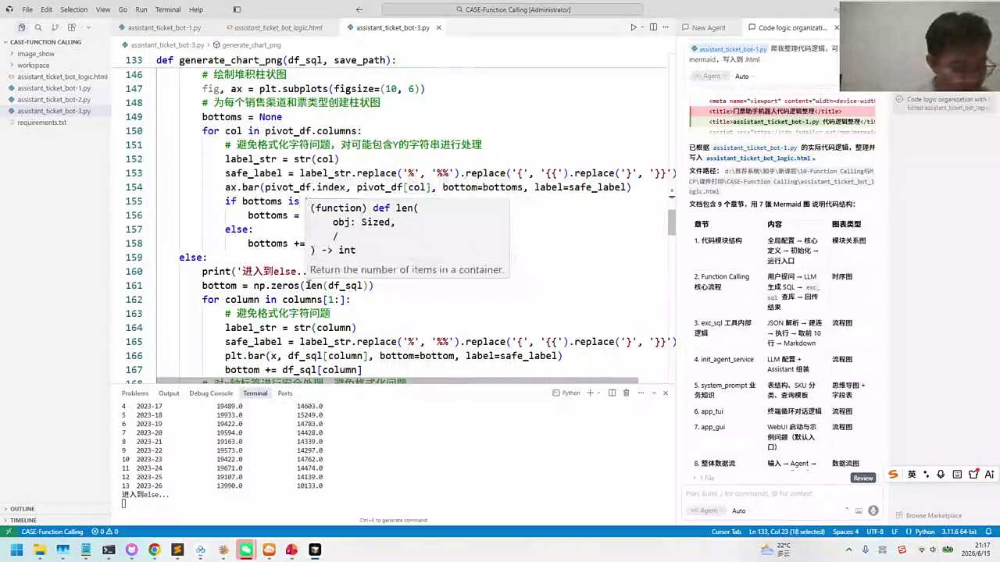 File Edit Selection View Go Run Terminal Help
CASE-Function Calling [Administrator]
CASE-FUNCTION CALLING
image_show
workspace
assistant_ticket_bot_logic.html
assistant_ticket_bot-1.py
assistant_ticket_bot-2.py
assistant_ticket_bot-3.py
requirements.txt
OUTLINE
TIMELINE
assistant_ticket_bot-1.py assistant_ticket_bot_logic.html assistant_ticket_bot-3.py
assistant_ticket_bot-3.py > generate_chart_png
133 def generate_chart_png(df_sql, save_path):
146 # 绘制堆积柱状图
147 fig, ax = plt.subplots(figsize=(10, 6))
148 # 为每个销售渠道和票类型创建柱状图
149 bottoms = None
150 for col in pivot_df.columns:
151 # 避免格式化字符问题，对可能包含Y的字符串进行处理
152 label_str = str(col)
153 safe_label = label_str.replace('%', '%%').replace('{', '{{').replace('}', '}}')
154 ax.bar(pivot_df.index, pivot_df[col], bottom=bottoms, label=safe_label)
155 if bottoms is
156 bottoms =
157 else:
158 bottoms +=
(function) def len(
obj: Sized,
/
) -> int
Return the number of items in a container.
159 else:
160 print('进入到else..
161 bottom = np.zeros(len(df_sql))
162 for column in columns[1:]:
163 # 避免格式化字符问题
164 label_str = str(column)
165 safe_label = label_str.replace('%', '%%').replace('{', '{{').replace('}', '}}')
166 plt.bar(x, df_sql[column], bottom=bottom, label=safe_label)
167 bottom += df_sql[column]
Problems Output Debug Console Terminal Ports
Python
4 2023-17 19489.0 14603.0
5 2023-18 19933.0 15249.0
6 2023-19 19422.0 14783.0
7 2023-20 19594.0 14428.0
8 2023-21 19163.0 14339.0
9 2023-22 19573.0 14297.0
10 2023-23 19422.0 14762.0
11 2023-24 19671.0 14474.0
12 2023-25 19107.0 14139.0
13 2023-26 13990.0 10133.0
进入到else...
Ctrl+K to generate command
New Agent Code logic organizati...
assistant_ticket_bot-1.py 帮我整理代码逻辑，可
mermaid，写入到 .html
Agent Auto
<meta name="viewport" content="width=device-widt
<title>门票助手机器人代码逻辑整理</title>
<title>assistant_ticket_bot-1.py 代码逻辑整理</ti
已根据 assistant_ticket_bot-1.py 的实际代码逻辑，整理并
写入 assistant_ticket_bot_logic.html。
文件路径： d:\推荐系统\知乎\新课程\10-Function Calling与M
CP\课件打印\CASE-Function Calling\assistant_ticket_bot_l
ogic.html
文档包含 9 个章节，用 7 张 Mermaid 图 说明代码结构：
章节 内容 图表类型
1. 代码模块结构 全局配置 → 核心定义 → 初始化 → 运行入口 模块关系图
2. Function Calling 核心流程 用户提问 → LLM 生成 SQL → exc_sql 查库 → 回传结果 时序图
3. exc_sql 工具内部逻辑 JSON 解析 → 建连 → 执行 → 取前 10 行 → Markdown 流程图
4. init_agent_service LLM 配置 + Assistant 组装 流程图
5. system_prompt 业务知识 表结构、SKU 分类、查询模板 思维导图 + 字段表
6. app_tui 终端循环对话逻辑 流程图
7. app_gui WebUI 启动与示例问题（默认入口） 流程图
8. 整体数据流 输入 → Agent → 数据流图
1 File
Review
Plan, Build, / for commands, @ for context
Agent Auto
Code logic organization with
Edited assistant_ticket_bot_logic,
英
Browse Marketplace
CASE-Function Calling 0 0
Cursor Tab Ln 133, Col 23 (18 selected) Spaces: 4 UTF-8 LF Python 3.11.6 64-bit
22°C
多云
21:17
2026/6/15